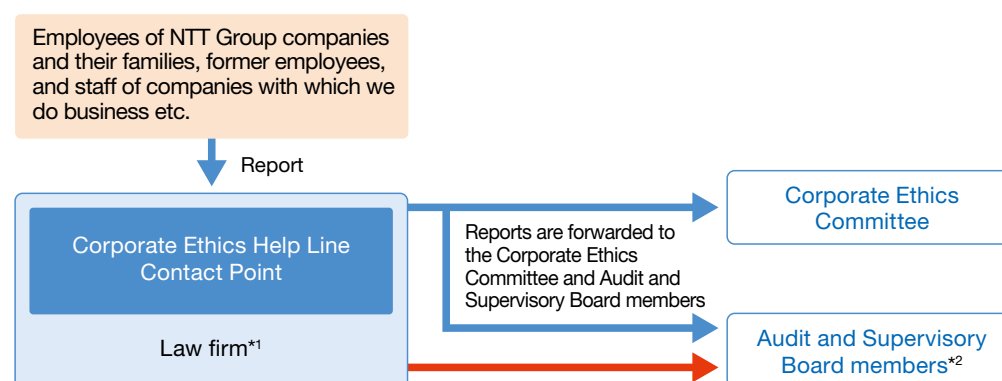 Employees of NTT Group companies
and their families, former employees,
and staff of companies with which we
do business etc.
Report
Corporate Ethics Help Line
Contact Point
Law firm*1
Reports are forwarded to
the Corporate Ethics
Committee and Audit and
Supervisory Board members
Corporate Ethics
Committee
Audit and Supervisory
Board members*2